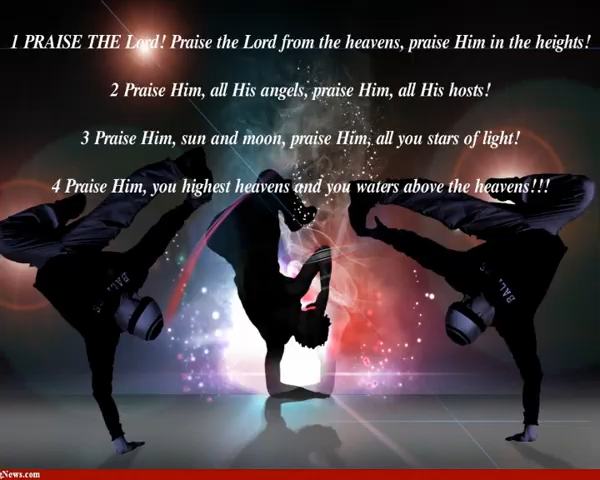 1 PRAISE THE Lord! Praise the Lord from the heavens, praise Him in the heights!
2 Praise Him, all His angels, praise Him, all His hosts!
3 Praise Him, sun and moon, praise Him, all you stars of light!
4 Praise Him, you highest heavens and you waters above the heavens!!!
gNews.com